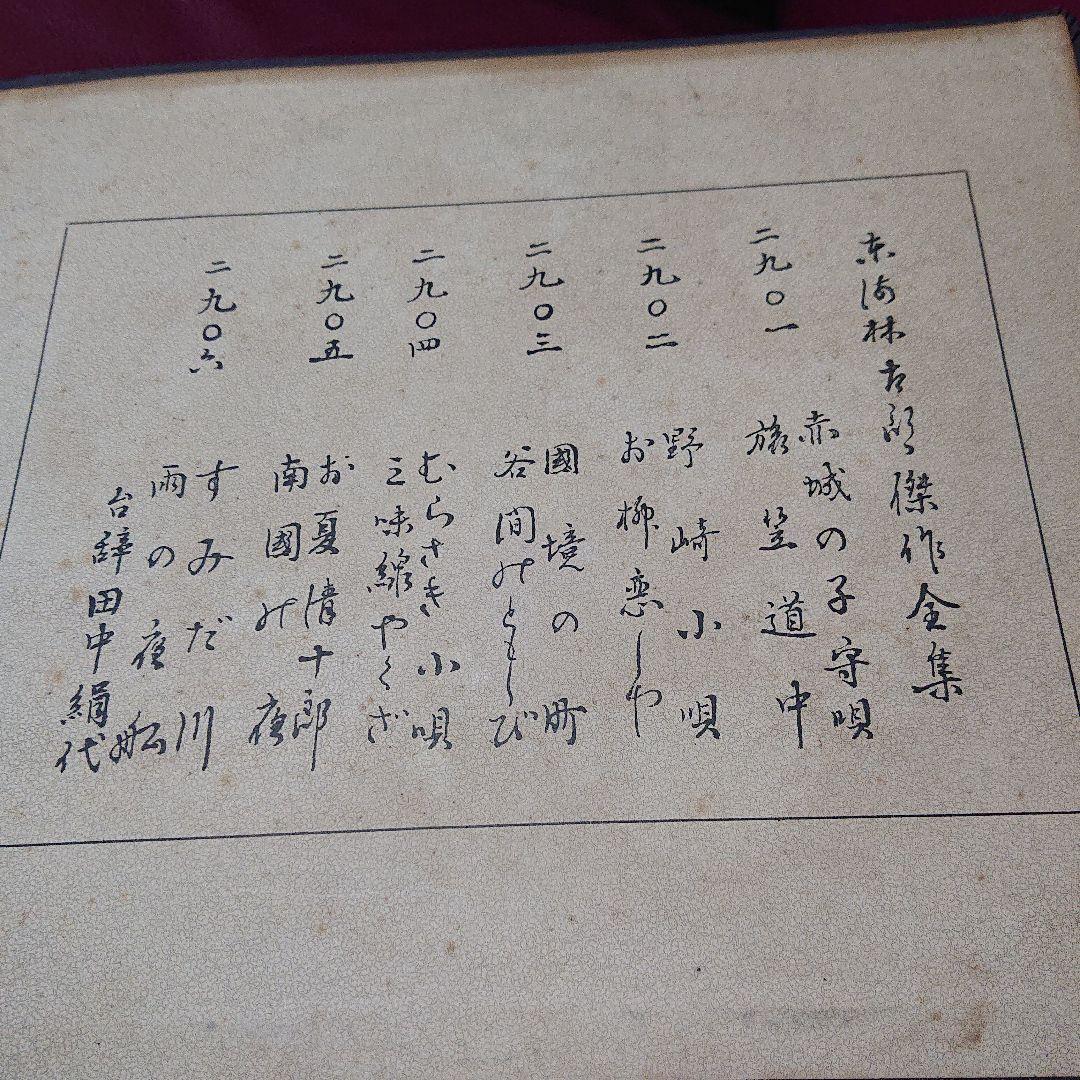 东海林太郎傑作全集
二九〇一
赤城の子守唄
旅笠道中
二九〇二
野崎小唄
お柳恋しや
二九〇三
國境の町
谷間のともしび
二九〇四
むらさき小唄
三味線やくざ
二九〇五
お夏清十郎
南國の夜
二九〇六
すみだ川
雨の夜船
台辞田中絹代